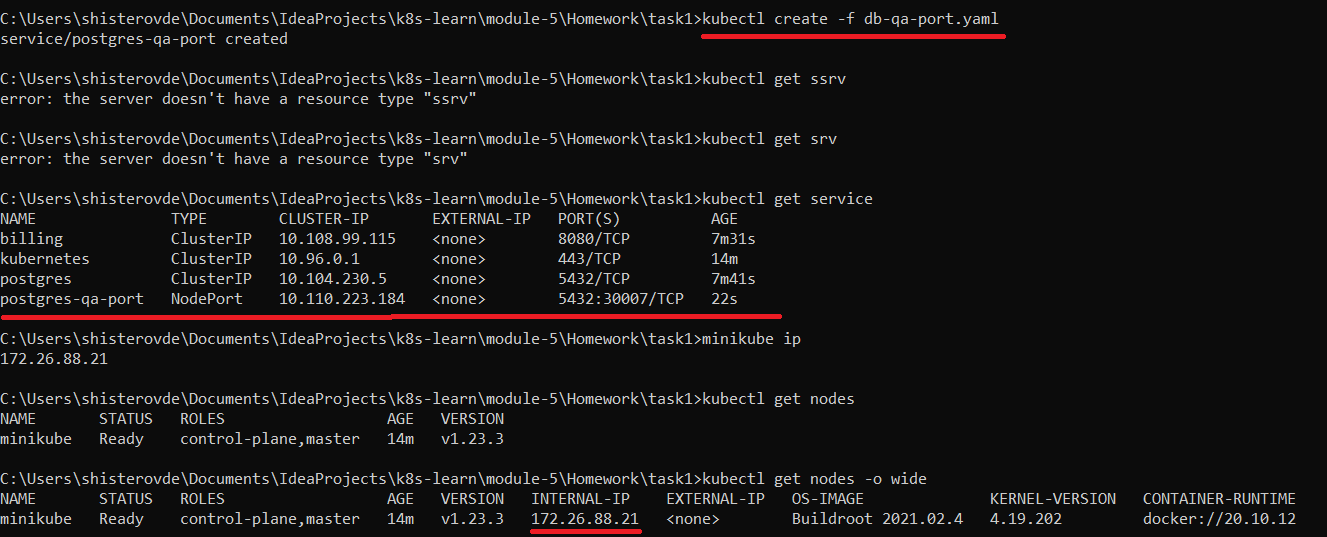 C:\Users\shisterovde\Documents\IdeaProjects\k8s-learn\module-5\Homework\task1>kubectl create -f db-qa-port.yaml
service/postgres-qa-port created
C:\Users\shisterovde\Documents\IdeaProjects\k8s-learn\module-5\Homework\task1>kubectl get ssrv
error: the server doesn't have a resource type "ssrv"
C:\Users\shisterovde\Documents\IdeaProjects\k8s-learn\module-5\Homework\task1>kubectl get srv
error: the server doesn't have a resource type "srv"
C:\Users\shisterovde\Documents\IdeaProjects\k8s-learn\module-5\Homework\task1>kubectl get service
NAME TYPE CLUSTER-IP EXTERNAL-IP PORT(S) AGE
billing ClusterIP 10.108.99.115 <none> 8080/TCP 7m31s
kubernetes ClusterIP 10.96.0.1 <none> 443/TCP 14m
postgres ClusterIP 10.104.230.5 <none> 5432/TCP 7m41s
postgres-qa-port NodePort 10.110.223.184 <none> 5432:30007/TCP 22s
C:\Users\shisterovde\Documents\IdeaProjects\k8s-learn\module-5\Homework\task1>minikube ip
172.26.88.21
C:\Users\shisterovde\Documents\IdeaProjects\k8s-learn\module-5\Homework\task1>kubectl get nodes
NAME STATUS ROLES AGE VERSION
minikube Ready control-plane,master 14m v1.23.3
C:\Users\shisterovde\Documents\IdeaProjects\k8s-learn\module-5\Homework\task1>kubectl get nodes -o wide
NAME STATUS ROLES AGE VERSION INTERNAL-IP EXTERNAL-IP OS-IMAGE KERNEL-VERSION CONTAINER-RUNTIME
minikube Ready control-plane,master 14m v1.23.3 172.26.88.21 <none> Buildroot 2021.02.4 4.19.202 docker://20.10.12